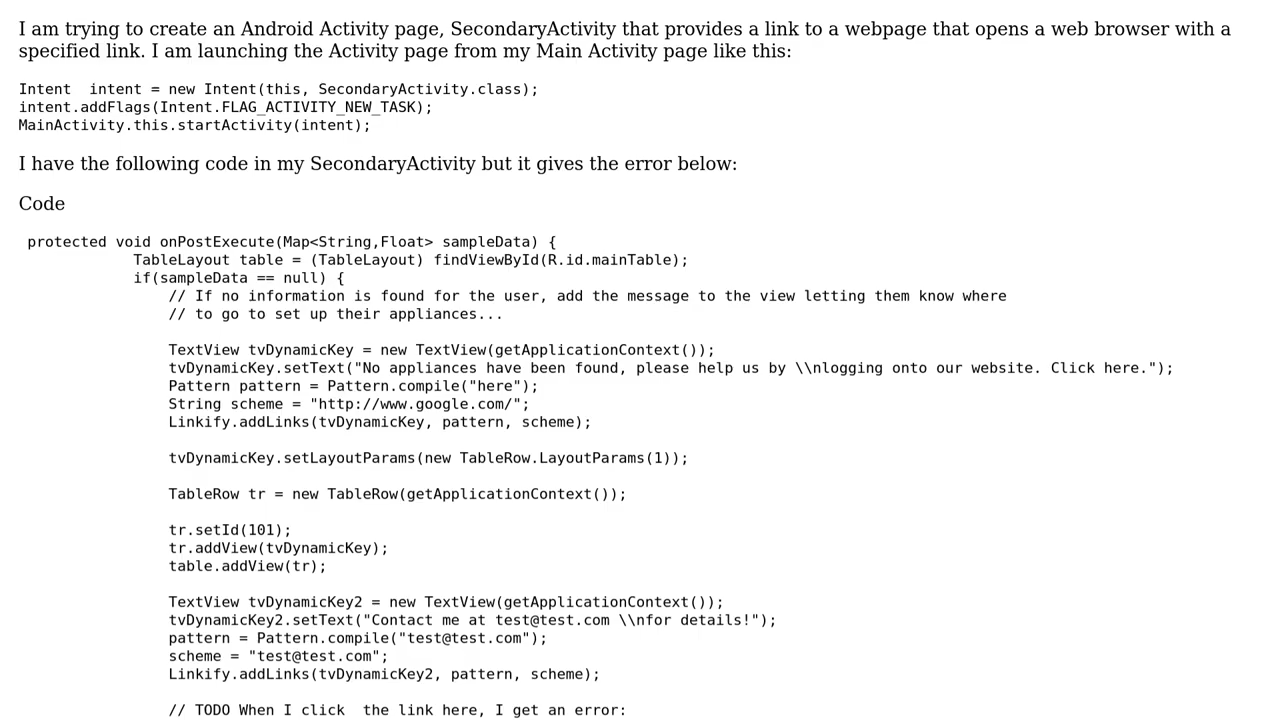 I am trying to create an Android Activity page, SecondaryActivity that provides a link to a webpage that opens a web browser with a
specified link. I am launching the Activity page from my Main Activity page like this:
Intent  intent = new Intent(this, SecondaryActivity.class);
intent.addFlags(Intent.FLAG_ACTIVITY_NEW_TASK);
MainActivity.this.startActivity(intent);
I have the following code in my SecondaryActivity but it gives the error below:
Code
protected void onPostExecute(Map<String,Float> sampleData) {
TableLayout table = (TableLayout) findViewById(R.id.mainTable);
if(sampleData == null) {
// If no information is found for the user, add the message to the view letting them know where
// to go to set up their appliances...
TextView tvDynamicKey = new TextView(getApplicationContext());
tvDynamicKey.setText("No appliances have been found, please help us by \\nlogging onto our website. Click here.");
Pattern pattern = Pattern.compile("here");
String scheme = "http://www.google.com/";
Linkify.addLinks(tvDynamicKey, pattern, scheme);
tvDynamicKey.setLayoutParams(new TableRow.LayoutParams(1));
TableRow tr = new TableRow(getApplicationContext());
tr.setId(101);
tr.addView(tvDynamicKey);
table.addView(tr);
TextView tvDynamicKey2 = new TextView(getApplicationContext());
tvDynamicKey2.setText("Contact me at test@test.com \\nfor details!");
pattern = Pattern.compile("test@test.com");
scheme = "test@test.com";
Linkify.addLinks(tvDynamicKey2, pattern, scheme);
// TODO When I click  the link here, I get an error: